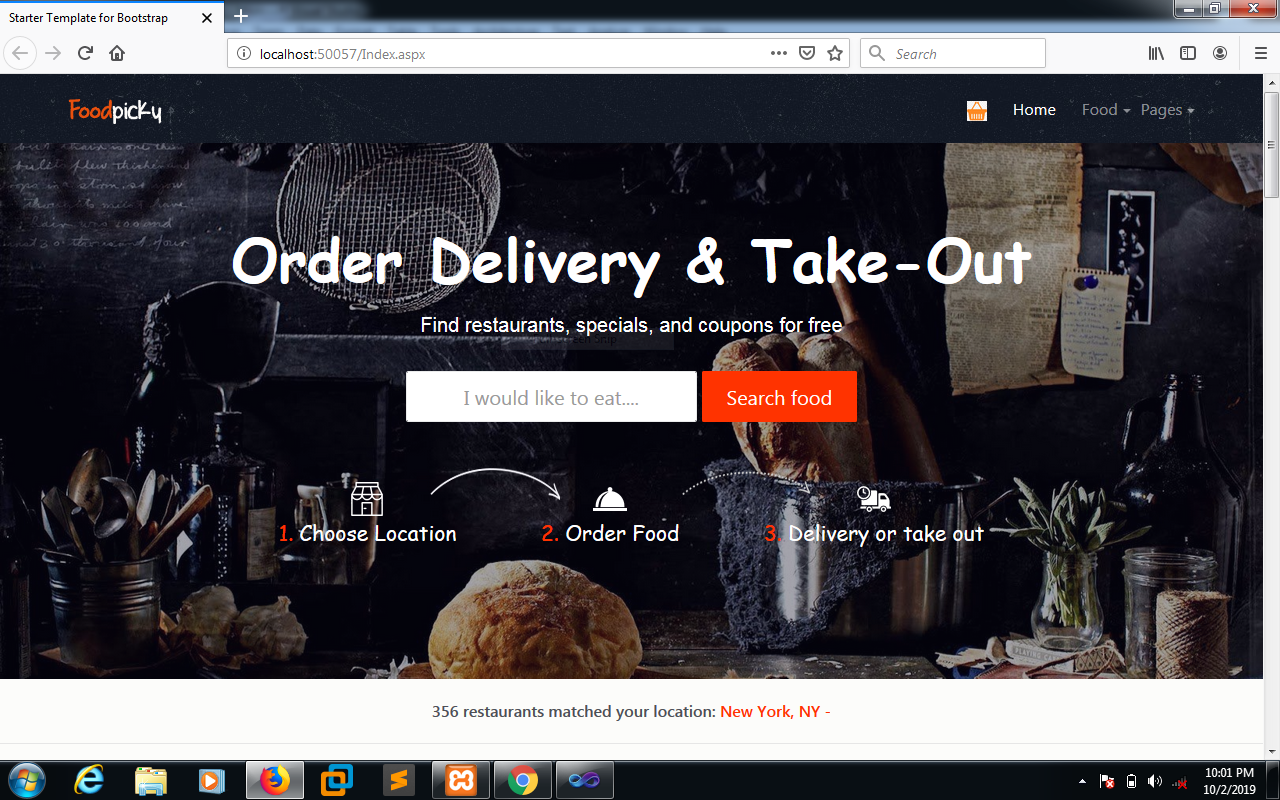 Starter Template for Bootstrap
localhost:50057/Index.aspx
Search
Foodpicky
Home
Food
Pages
Order Delivery & Take-Out
Find restaurants, specials, and coupons for free
I would like to eat....
Search food
1. Choose Location
2. Order Food
3. Delivery or take out
356 restaurants matched your location: New York, NY -
10:01 PM
10/2/2019